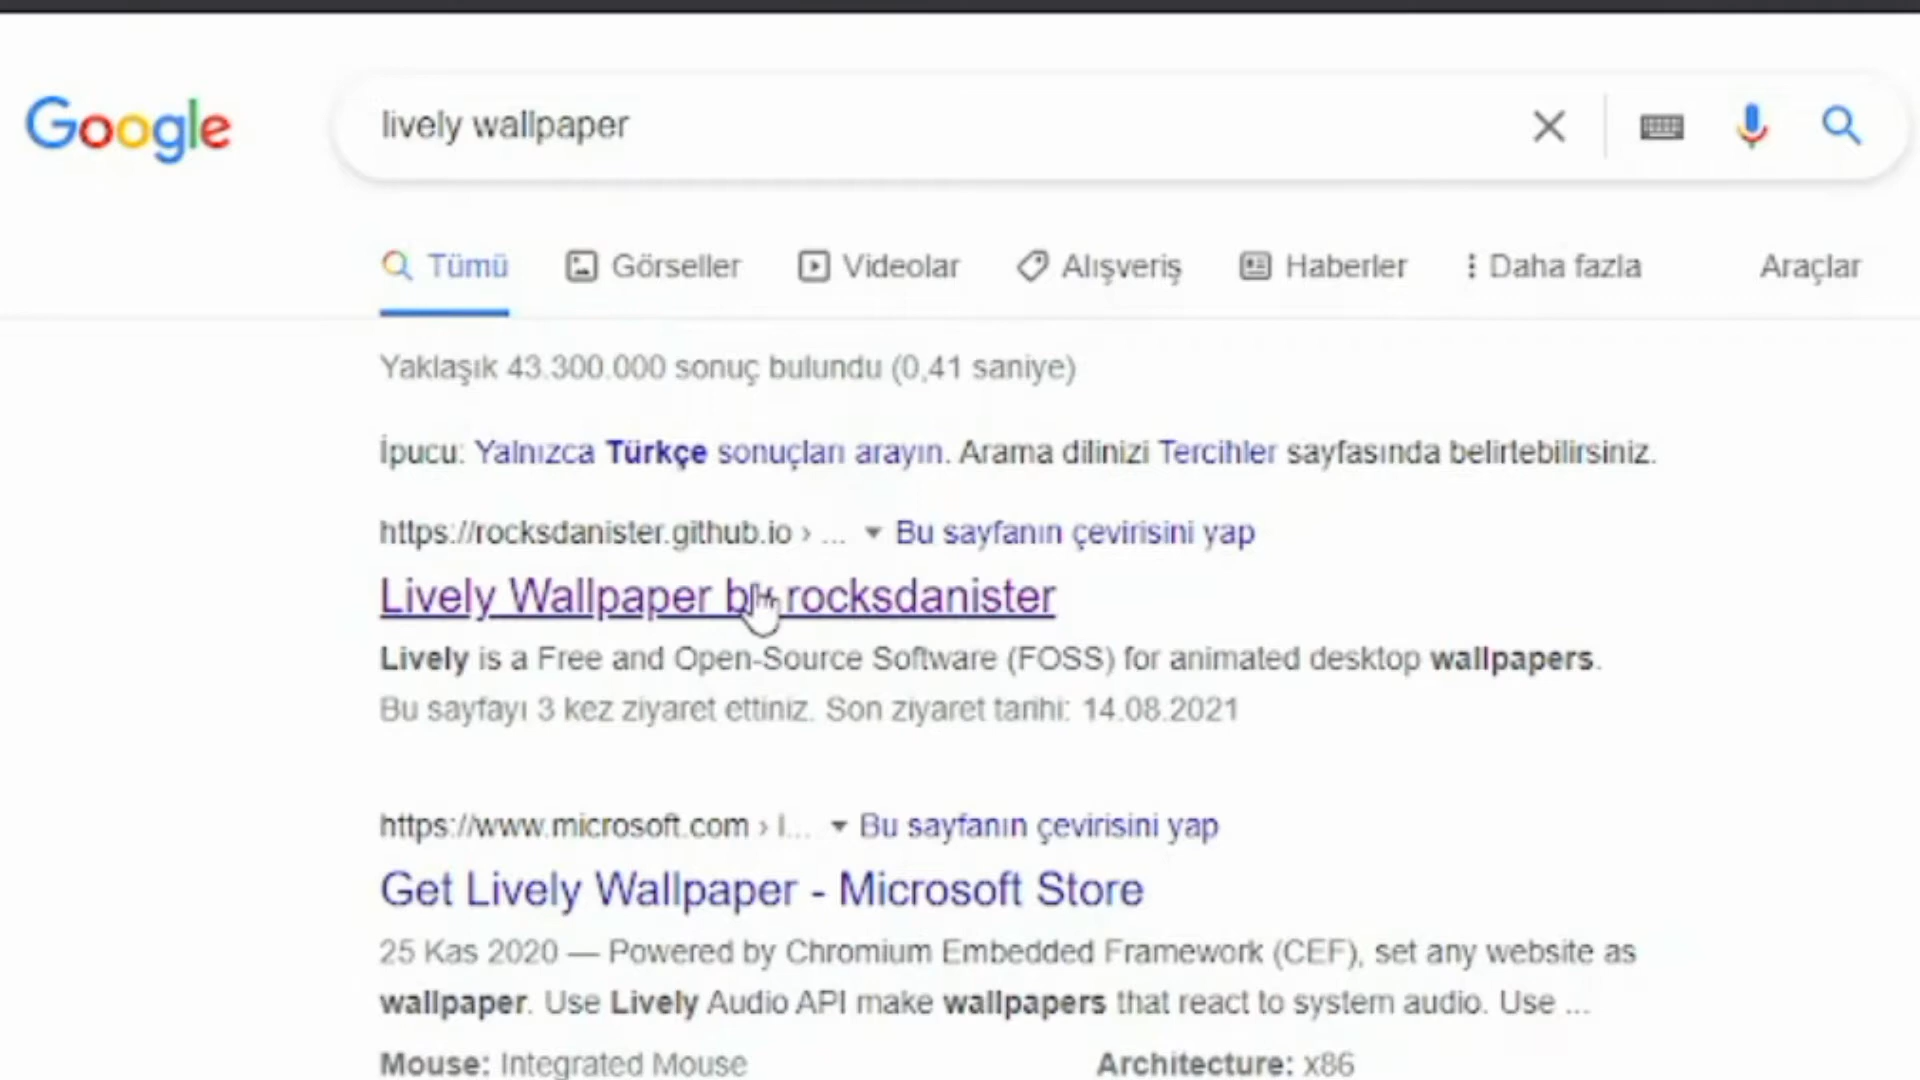 Google
lively wallpaper
Tümü Görseller Videolar Alışveriş Haberler Daha fazla Araçlar
Yaklaşık 43.300.000 sonuç bulundu (0,41 saniye)
İpucu: Yalnızca Türkçe sonuçları arayın. Arama dilinizi Tercihler sayfasında belirtebilirsiniz.
https://rocksdanister.github.io › ... Bu sayfanın çevirisini yap
Lively Wallpaper by rocksdanister
Lively is a Free and Open-Source Software (FOSS) for animated desktop wallpapers.
Bu sayfayı 3 kez ziyaret ettiniz. Son ziyaret tarihi: 14.08.2021
https://www.microsoft.com › l... Bu sayfanın çevirisini yap
Get Lively Wallpaper - Microsoft Store
25 Kas 2020 — Powered by Chromium Embedded Framework (CEF), set any website as
wallpaper. Use Lively Audio API make wallpapers that react to system audio. Use ...
Mouse: Integrated Mouse Architecture: x86